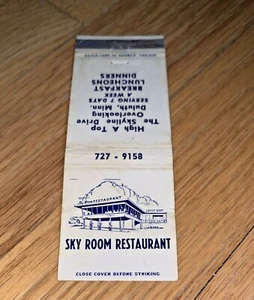 High A Top
The Skyline Drive
Overlooking
Duluth, Minn.
SERVING 7 DAYS
A WEEK
BREAKFAST
LUNCHEONS
DINNERS
727 - 9158
RESTAURANT
SKY ROOM RESTAURANT
CLOSE COVER BEFORE STRIKING